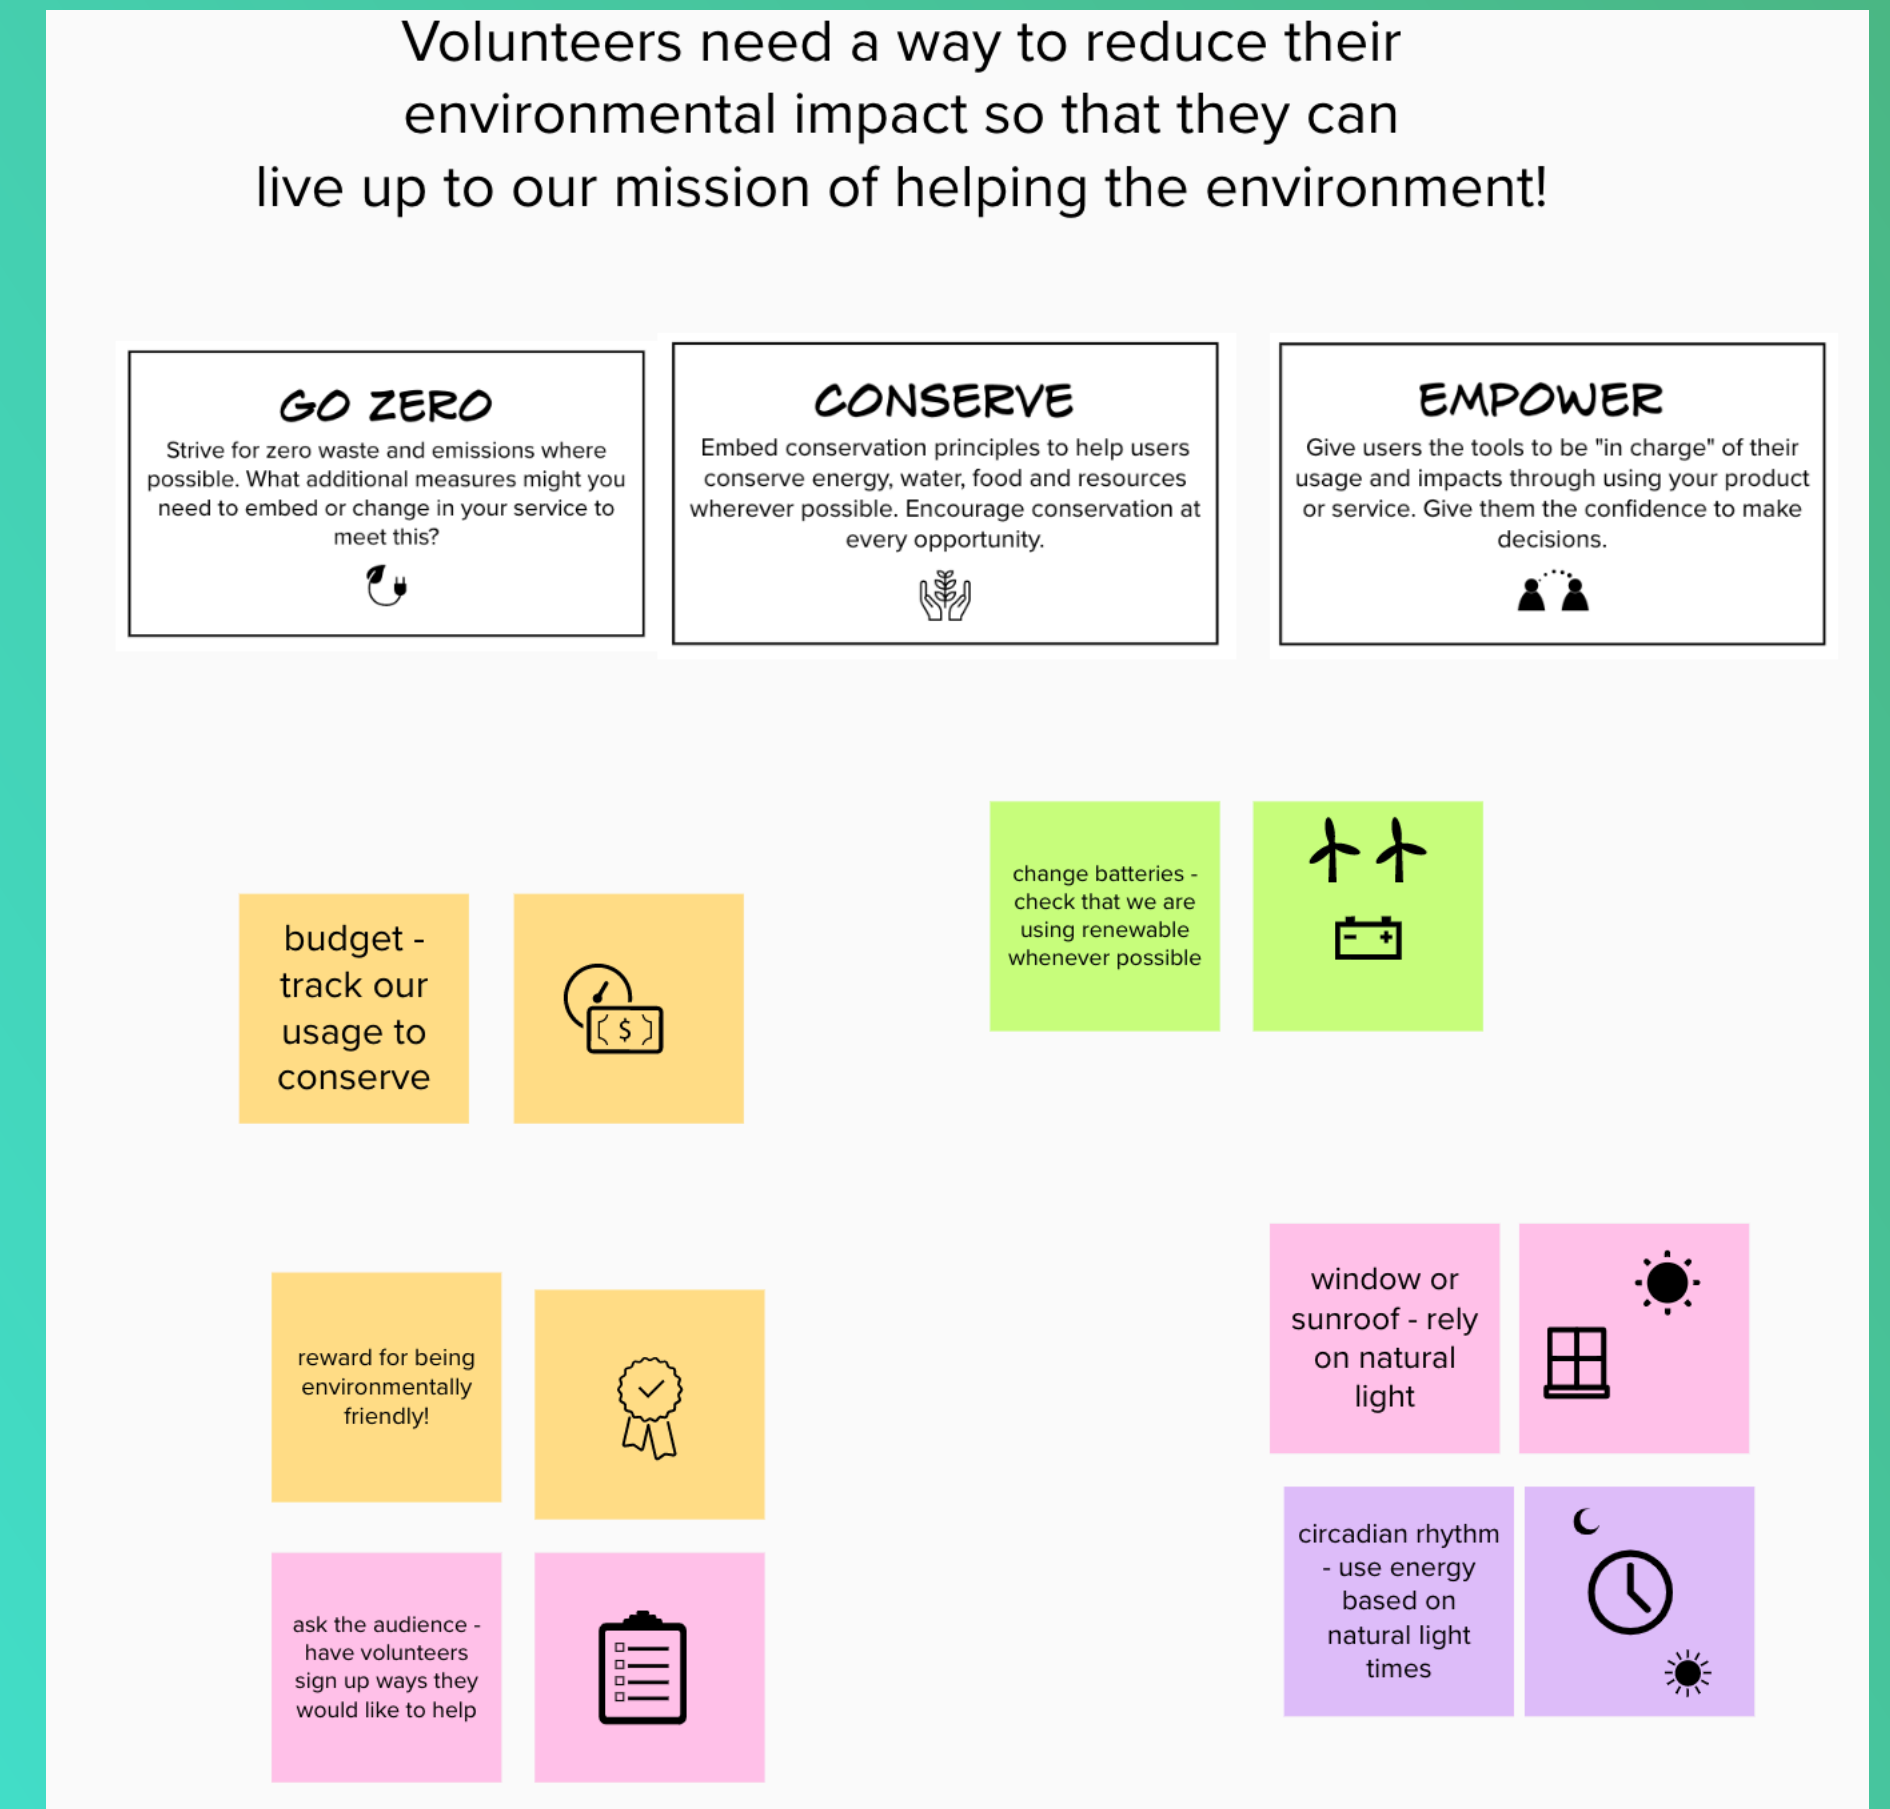 Volunteers need a way to reduce their
environmental impact so that they can
live up to our mission of helping the environment!
GO ZERO
Strive for zero waste and emissions where
possible. What additional measures might you
need to embed or change in your service to
meet this?
CONSERVE
Embed conservation principles to help users
conserve energy, water, food and resources
wherever possible. Encourage conservation at
every opportunity.
EMPOWER
Give users the tools to be "in charge" of their
usage and impacts through using your product
or service. Give them the confidence to make
decisions.
change batteries -
check that we are
using renewable
whenever possible
budget -
track our
usage to
conserve
$
window or
sunroof - rely
on natural
light
reward for being
environmentally
friendly!
circadian rhythm
- use energy
based on
natural light
times
ask the audience -
have volunteers
sign up ways they
would like to help